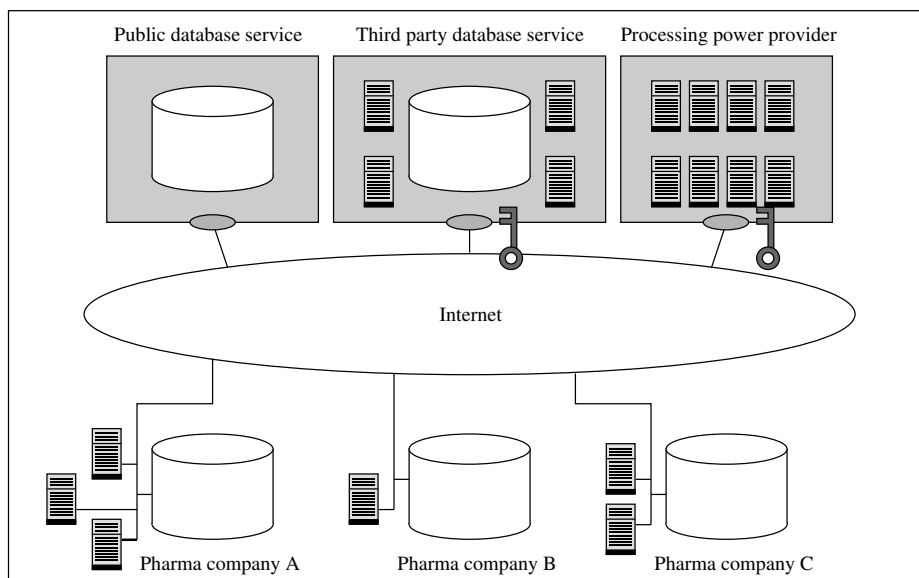 Public database service
Third party database service
Processing power provider
Internet
Pharma company A
Pharma company B
Pharma company C